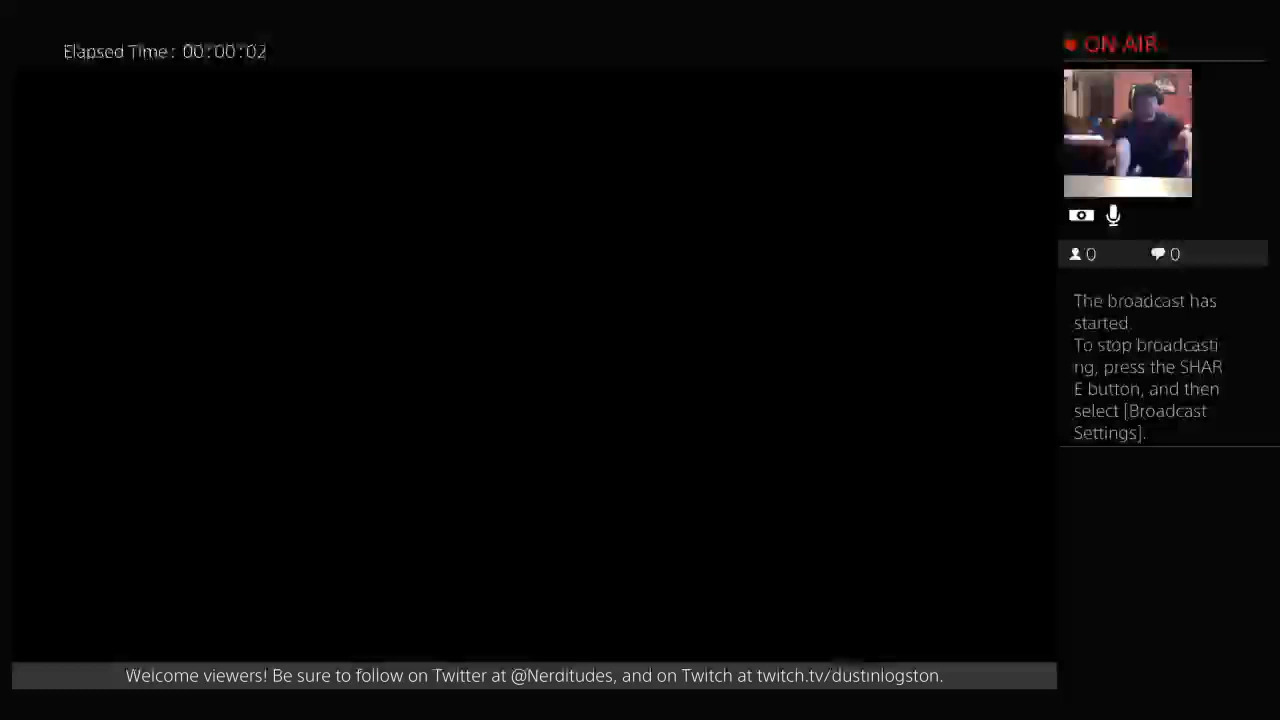 Elapsed Time: 00:00:02
ON AIR
0 0
The broadcast has
started.
To stop broadcasti
ng, press the SHAR
E button, and then
select [Broadcast
Settings].
Welcome viewers! Be sure to follow on Twitter at @Nerditudes, and on Twitch at twitch.tv/dustinlogston.